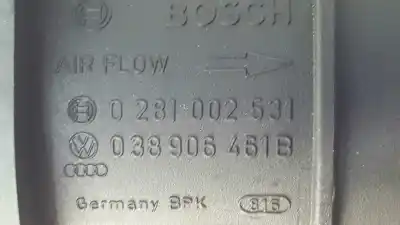 BOSCH
AIR FLOW
0 281 002 531
038 906 461B
Germany BPK 815